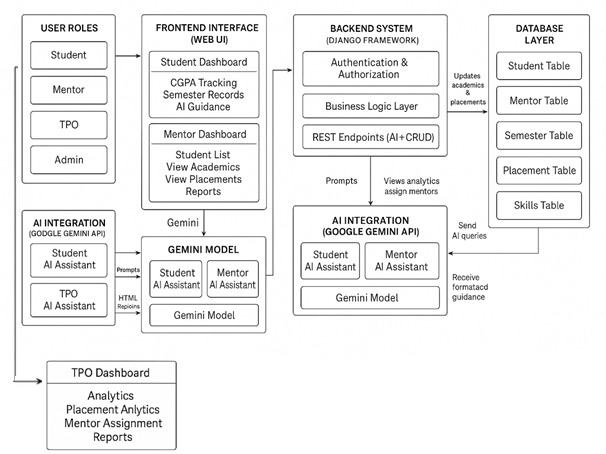 USER ROLES
Student
Mentor
TPO
Admin
FRONTEND INTERFACE
(WEB UI)
Student Dashboard
CGPA Tracking
Semester Records
AI Guidance
Mentor Dashboard
Student List
View Academics
View Placements
Reports
BACKEND SYSTEM
(DJANGO FRAMEWORK)
Authentication &
Authorization
Business Logic Layer
REST Endpoints (AI+CRUD)
Updates
academics
&
placements
DATABASE
LAYER
Student Table
Mentor Table
Semester Table
Placement Table
Skills Table
Gemini
Prompts
Views analytics
assign mentors
AI INTEGRATION
(GODGLE GEMINI API)
Student
AI Assistant
TPO
AI Assistant
Prompts
HTML
Repioins
GEMINI MODEL
Student
AI Assistant
Mentor
AI Assistant
Gemini Model
AI INTEGRATION
(GOOGLE GEMINI API)
Student
AI Assistant
Mentor
AI Assistant
Gemini Model
Send
AI queries
Receive
formatacd
guidance
TPO Dashboard
Analytics
Placement Anlytics
Mentor Assignment
Reports